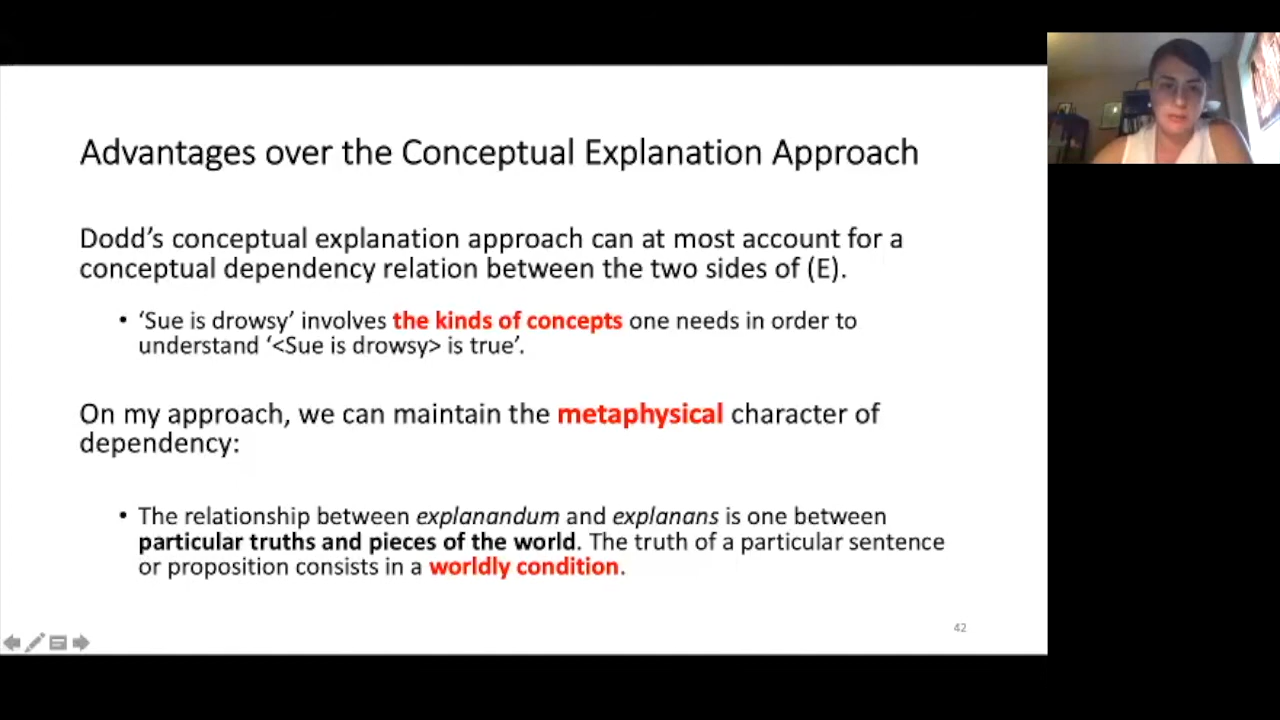 Advantages over the Conceptual Explanation Approach
Dodd’s conceptual explanation approach can at most account for a
conceptual dependency relation between the two sides of (E).
• ‘Sue is drowsy’ involves the kinds of concepts one needs in order to
understand ‘<Sue is drowsy> is true’.
On my approach, we can maintain the metaphysical character of
dependency:
• The relationship between explanandum and explanans is one between
particular truths and pieces of the world. The truth of a particular sentence
or proposition consists in a worldly condition.
42